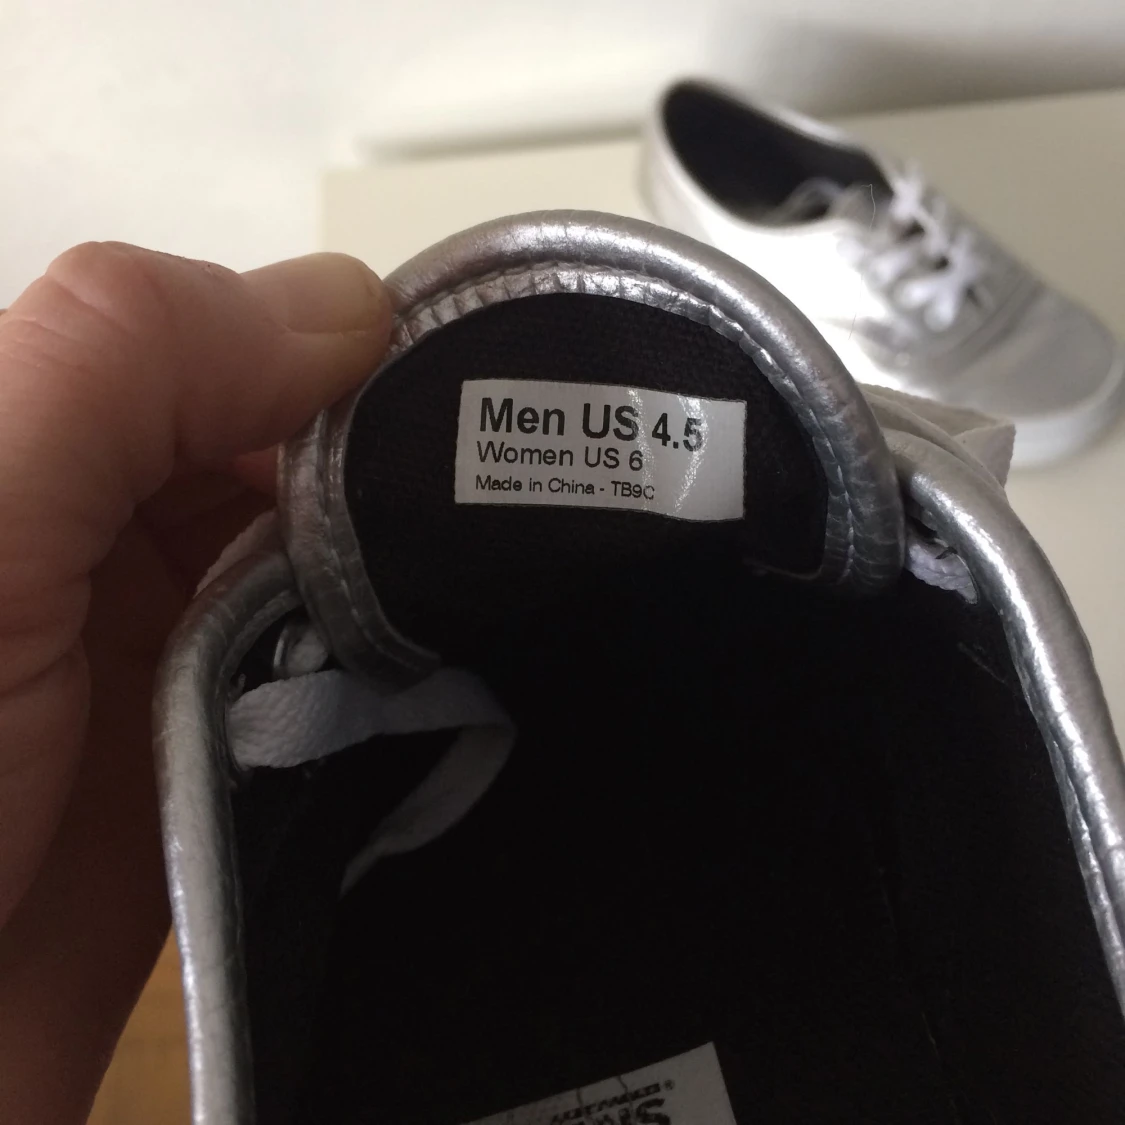 Men US 4.5
Women US 6
Made in China - TB9C